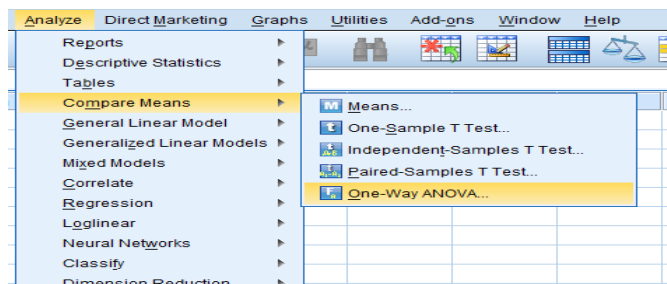 Analyze Direct Marketing Graphs Utilities Add-ons Window Help
Reports
Descriptive Statistics
Tables
Compare Means
General Linear Model
Generalized Linear Models
Mixed Models
Correlate
Regression
Loglinear
Neural Networks
Classify
Dimension Reduction
Means...
One-Sample T Test...
Independent-Samples T Test...
Paired-Samples T Test...
One-Way ANOVA...